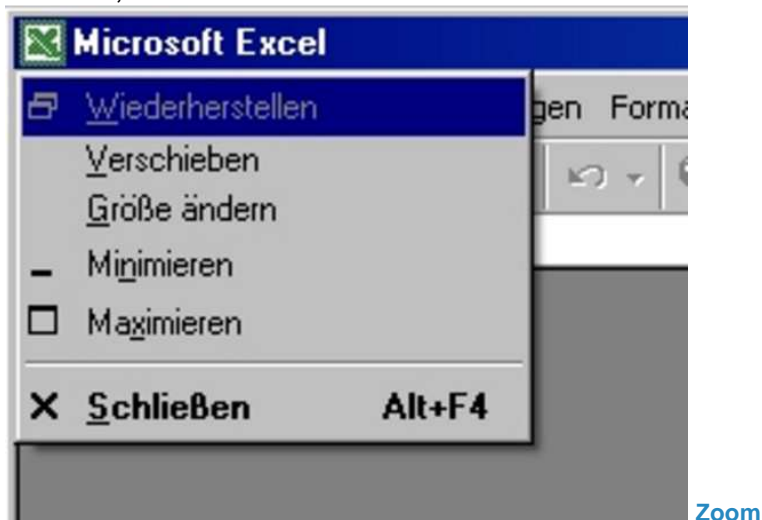 Microsoft Excel
Wiederherstellen gen Forma
Verschieben
Größe ändern
Minimieren
Maximieren
Schließen Alt+F4
Zoom